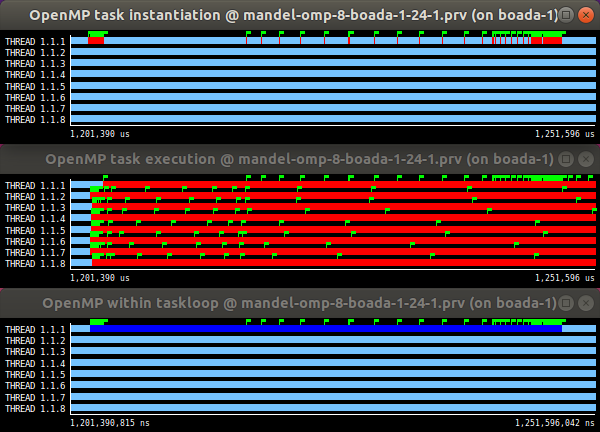 OpenMP task instantiation @ mandel-omp-8-boada-1-24-1.prv (on boada-1)
THREAD 1.1.1
THREAD 1.1.2
THREAD 1.1.3
THREAD 1.1.4
THREAD 1.1.5
THREAD 1.1.6
THREAD 1.1.7
THREAD 1.1.8
1,201,390 us 1,251,596 us
OpenMP task execution @ mandel-omp-8-boada-1-24-1.prv (on boada-1)
THREAD 1.1.1
THREAD 1.1.2
THREAD 1.1.3
THREAD 1.1.4
THREAD 1.1.5
THREAD 1.1.6
THREAD 1.1.7
THREAD 1.1.8
1,201,390 us 1,251,596 us
OpenMP within taskloop @ mandel-omp-8-boada-1-24-1.prv (on boada-1)
THREAD 1.1.1
THREAD 1.1.2
THREAD 1.1.3
THREAD 1.1.4
THREAD 1.1.5
THREAD 1.1.6
THREAD 1.1.7
THREAD 1.1.8
1,201,390,815 ns 1,251,596,042 ns